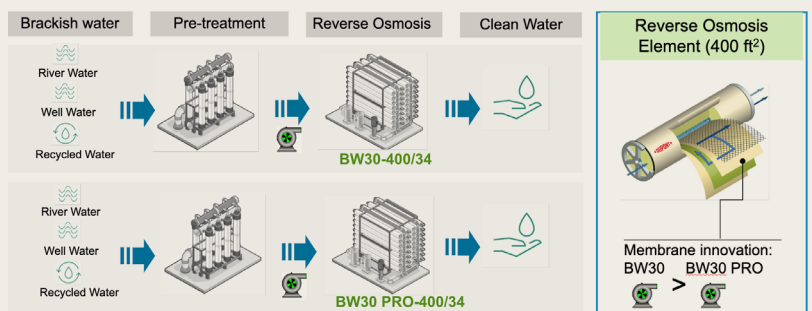 Brackish water
Pre-treatment
Reverse Osmosis
Clean Water
River Water
Well Water
Recycled Water
BW30-400/34
River Water
Well Water
Recycled Water
BW30 PRO-400/34
Reverse Osmosis
Element (400 ft²)
DUPONT
Membrane innovation:
BW30 > BW30 PRO